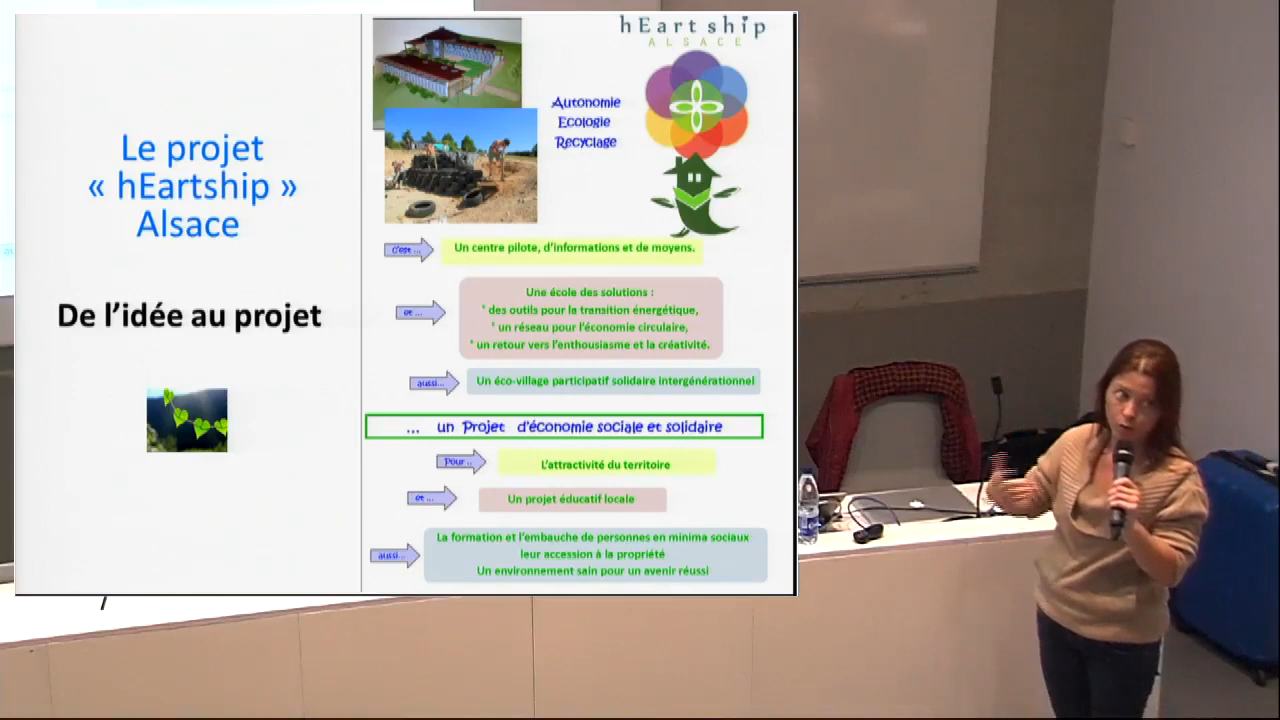 Le projet
« hEartship »
Alsace
De l'idée au projet
hEart ship
ALSACE
Autonomie
Ecologie
Recyclage
c'est ...
Un centre pilote, d'informations et de moyens.
et ...
Une école des solutions :
* des outils pour la transition énergétique,
* un réseau pour l'économie circulaire,
* un retour vers l'enthousiasme et la créativité.
aussi...
Un éco-village participatif solidaire intergénérationnel
... un Projet d'économie sociale et solidaire
Pour ..
L'attractivité du territoire
et ...
Un projet éducatif locale
aussi...
La formation et l'embauche de personnes en minima sociaux
leur accession à la propriété
Un environnement sain pour un avenir réussi